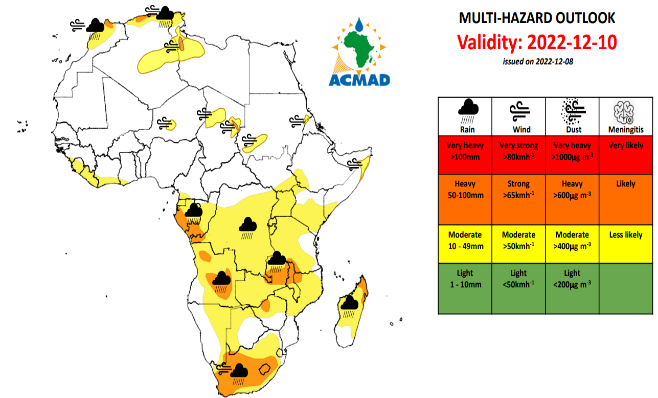 MULTI-HAZARD OUTLOOK
Validity: 2022-12-10
issued on 2022-12-08
ACMAD
Rain Wind Dust Meningitis
Very heavy Very strong Very heavy Very likely
>100mm >80kmh-1 >1000µg m-3
Heavy Strong Heavy Likely
50-100mm >65kmh-1 >600µg m-3
Moderate Moderate Moderate Less likely
10 - 49mm >50kmh-1 >400µg m-3
Light Light Light
1 - 10mm <50kmh-1 <200µg m-3